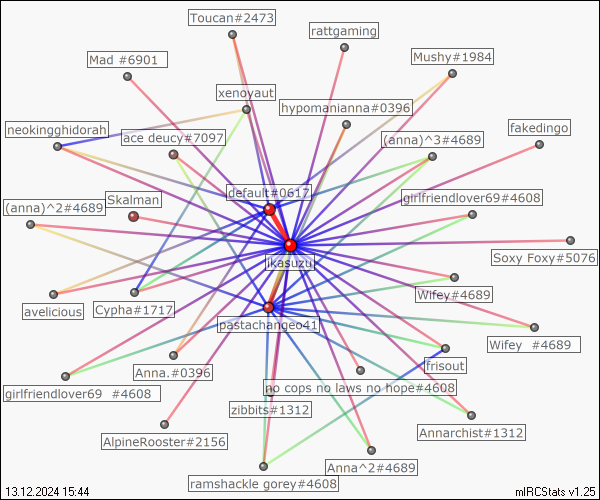 Toucan#2473
rattgaming
Mad #6901
Mushy#1984
xenoyaut
hypomanianna#0396
neokingghidorah
ace deucy#7097
(anna)^3#4689
fakedingo
default#0617
girlfriendlover69#4608
Skalman
(anna)^2#4689
ikasuzu
Soxy Foxy#5076
Wifey#4689
avelicious
Cypha#1717
pastachangeo41
Wifey #4689
frisout
Anna.#0396
no cops no laws no hope#4608
girlfriendlover69 #4608
zibbits#1312
Annarchist#1312
AlpineRooster#2156
Anna^2#4689
ramshackle gorey#4608
13.12.2024 15:44
mIRCStats v1.25